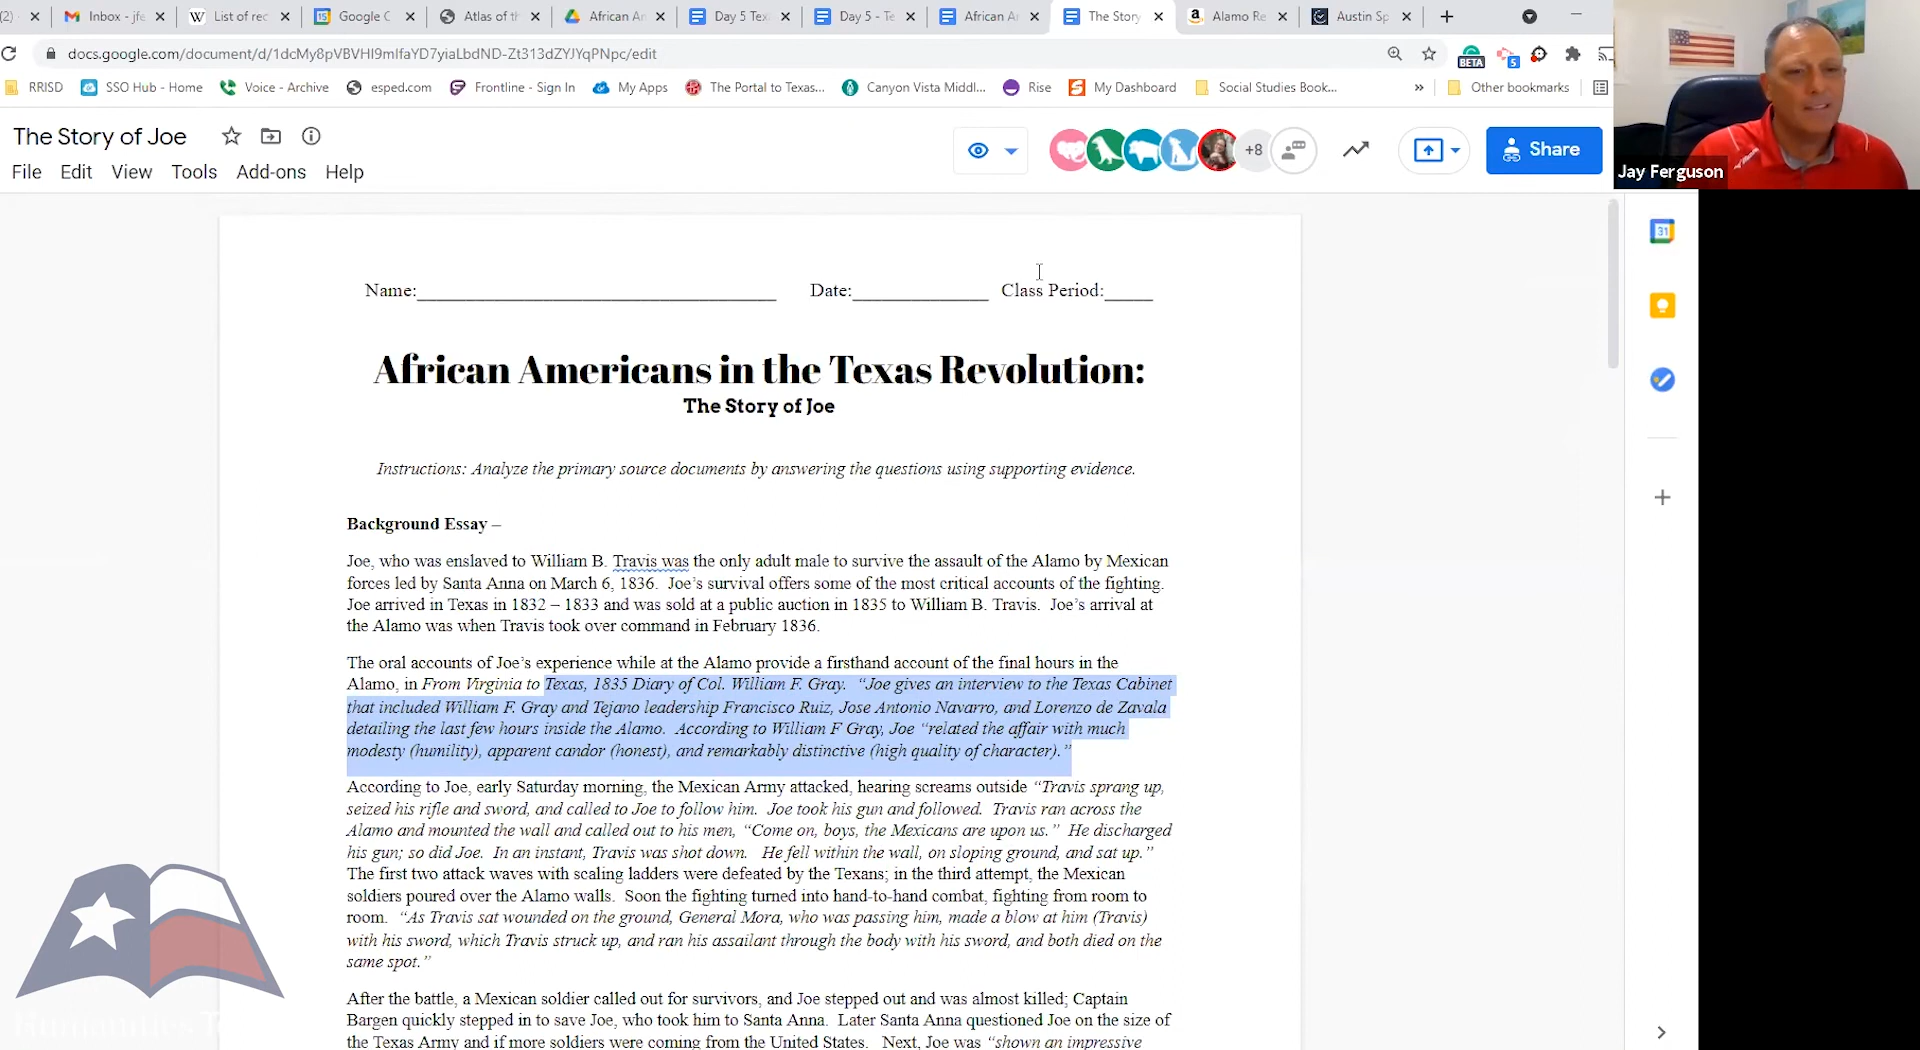 (2)
Inbox - jfe
List of rec
Google C
Atlas of th
African Ar
Day 5 Tex
Day 5 - Te
African Ar
The Story
Alamo Re
Austin Sp
docs.google.com/document/d/1dcMy8pVBVHI9mlfaYD7yiaLbdND-Zt313dZYJYqPNpc/edit
BETA
5
RRISD
SSO Hub - Home
Voice - Archive
esped.com
Frontline - Sign In
My Apps
The Portal to Texas...
Canyon Vista Middl...
Rise
My Dashboard
Social Studies Book...
»
Other bookmarks
The Story of Joe
+8
Share
File Edit View Tools Add-ons Help
Jay Ferguson
31
Name: Date: Class Period:
African Americans in the Texas Revolution:
The Story of Joe
Instructions: Analyze the primary source documents by answering the questions using supporting evidence.
Background Essay –
Joe, who was enslaved to William B. Travis was the only adult male to survive the assault of the Alamo by Mexican
forces led by Santa Anna on March 6, 1836. Joe's survival offers some of the most critical accounts of the fighting.
Joe arrived in Texas in 1832 – 1833 and was sold at a public auction in 1835 to William B. Travis. Joe's arrival at
the Alamo was when Travis took over command in February 1836.
The oral accounts of Joe's experience while at the Alamo provide a firsthand account of the final hours in the
Alamo, in From Virginia to Texas, 1835 Diary of Col. William F. Gray. “Joe gives an interview to the Texas Cabinet
that included William F. Gray and Tejano leadership Francisco Ruiz, Jose Antonio Navarro, and Lorenzo de Zavala
detailing the last few hours inside the Alamo. According to William F Gray, Joe “related the affair with much
modesty (humility), apparent candor (honest), and remarkably distinctive (high quality of character).”
According to Joe, early Saturday morning, the Mexican Army attacked, hearing screams outside “Travis sprang up,
seized his rifle and sword, and called to Joe to follow him. Joe took his gun and followed. Travis ran across the
Alamo and mounted the wall and called out to his men, “Come on, boys, the Mexicans are upon us.” He discharged
his gun; so did Joe. In an instant, Travis was shot down. He fell within the wall, on sloping ground, and sat up.”
The first two attack waves with scaling ladders were defeated by the Texans; in the third attempt, the Mexican
soldiers poured over the Alamo walls. Soon the fighting turned into hand-to-hand combat, fighting from room to
room. “As Travis sat wounded on the ground, General Mora, who was passing him, made a blow at him (Travis)
with his sword, which Travis struck up, and ran his assailant through the body with his sword, and both died on the
same spot.”
After the battle, a Mexican soldier called out for survivors, and Joe stepped out and was almost killed; Captain
Bargen quickly stepped in to save Joe, who took him to Santa Anna. Later Santa Anna questioned Joe on the size of
the Texas Army and if more soldiers were coming from the United States. Next, Joe was “shown an impressive
Humanities T